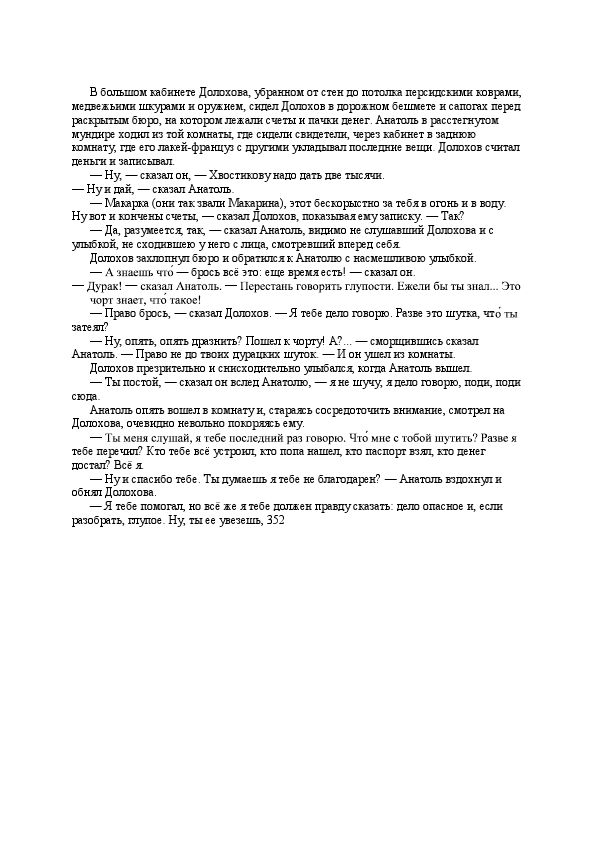 В большом кабинете Долохова, убранном от стен до потолка персидскими коврами,
медвежьими шкурами и оружием, сидел Долохов в дорожном бешмете и сапогах перед
раскрытым бюро, на котором лежали счеты и пачки денег. Анатоль в расстегнутом
мундире ходил из той комнаты, где сидели свидетели, через кабинет в заднюю
комнату, где его лакей-француз с другими укладывал последние вещи. Долохов считал
деньги и записывал.
— Ну, — сказал он, — Хвостикову надо дать две тысячи.
— Ну и дай, — сказал Анатоль.
— Макарка (они так звали Макарина), этот бескорыстно за тебя в огонь и в воду.
Ну вот и кончены счеты, — сказал Долохов, показывая ему записку. — Так?
— Да, разумеется, так, — сказал Анатоль, видимо не слушавший Долохова и с
улыбкой, не сходившею у него с лица, смотревший вперед себя.
Долохов захлопнул бюро и обратился к Анатолю с насмешливою улыбкой.
— А знаешь что́ — брось всё это: еще время есть! — сказал он.
— Дурак! — сказал Анатоль. — Перестань говорить глупости. Ежели бы ты знал... Это
чорт знает, что́ такое!
— Право брось, — сказал Долохов. — Я тебе дело говорю. Разве это шутка, что́ ты
затеял?
— Ну, опять, опять дразнить? Пошел к чорту! А?... — сморщившись сказал
Анатоль. — Право не до твоих дурацких шуток. — И он ушел из комнаты.
Долохов презрительно и снисходительно улыбался, когда Анатоль вышел.
— Ты постой, — сказал он вслед Анатолю, — я не шучу, я дело говорю, поди, поди
сюда.
Анатоль опять вошел в комнату и, стараясь сосредоточить внимание, смотрел на
Долохова, очевидно невольно покоряясь ему.
— Ты меня слушай, я тебе последний раз говорю. Что́ мне с тобой шутить? Разве я
тебе перечил? Кто тебе всё устроил, кто попа нашел, кто паспорт взял, кто денег
достал? Всё я.
— Ну и спасибо тебе. Ты думаешь я тебе не благодарен? — Анатоль вздохнул и
обнял Долохова.
— Я тебе помогал, но всё же я тебе должен правду сказать: дело опасное и, если
разобрать, глупое. Ну, ты ее увезешь, 352